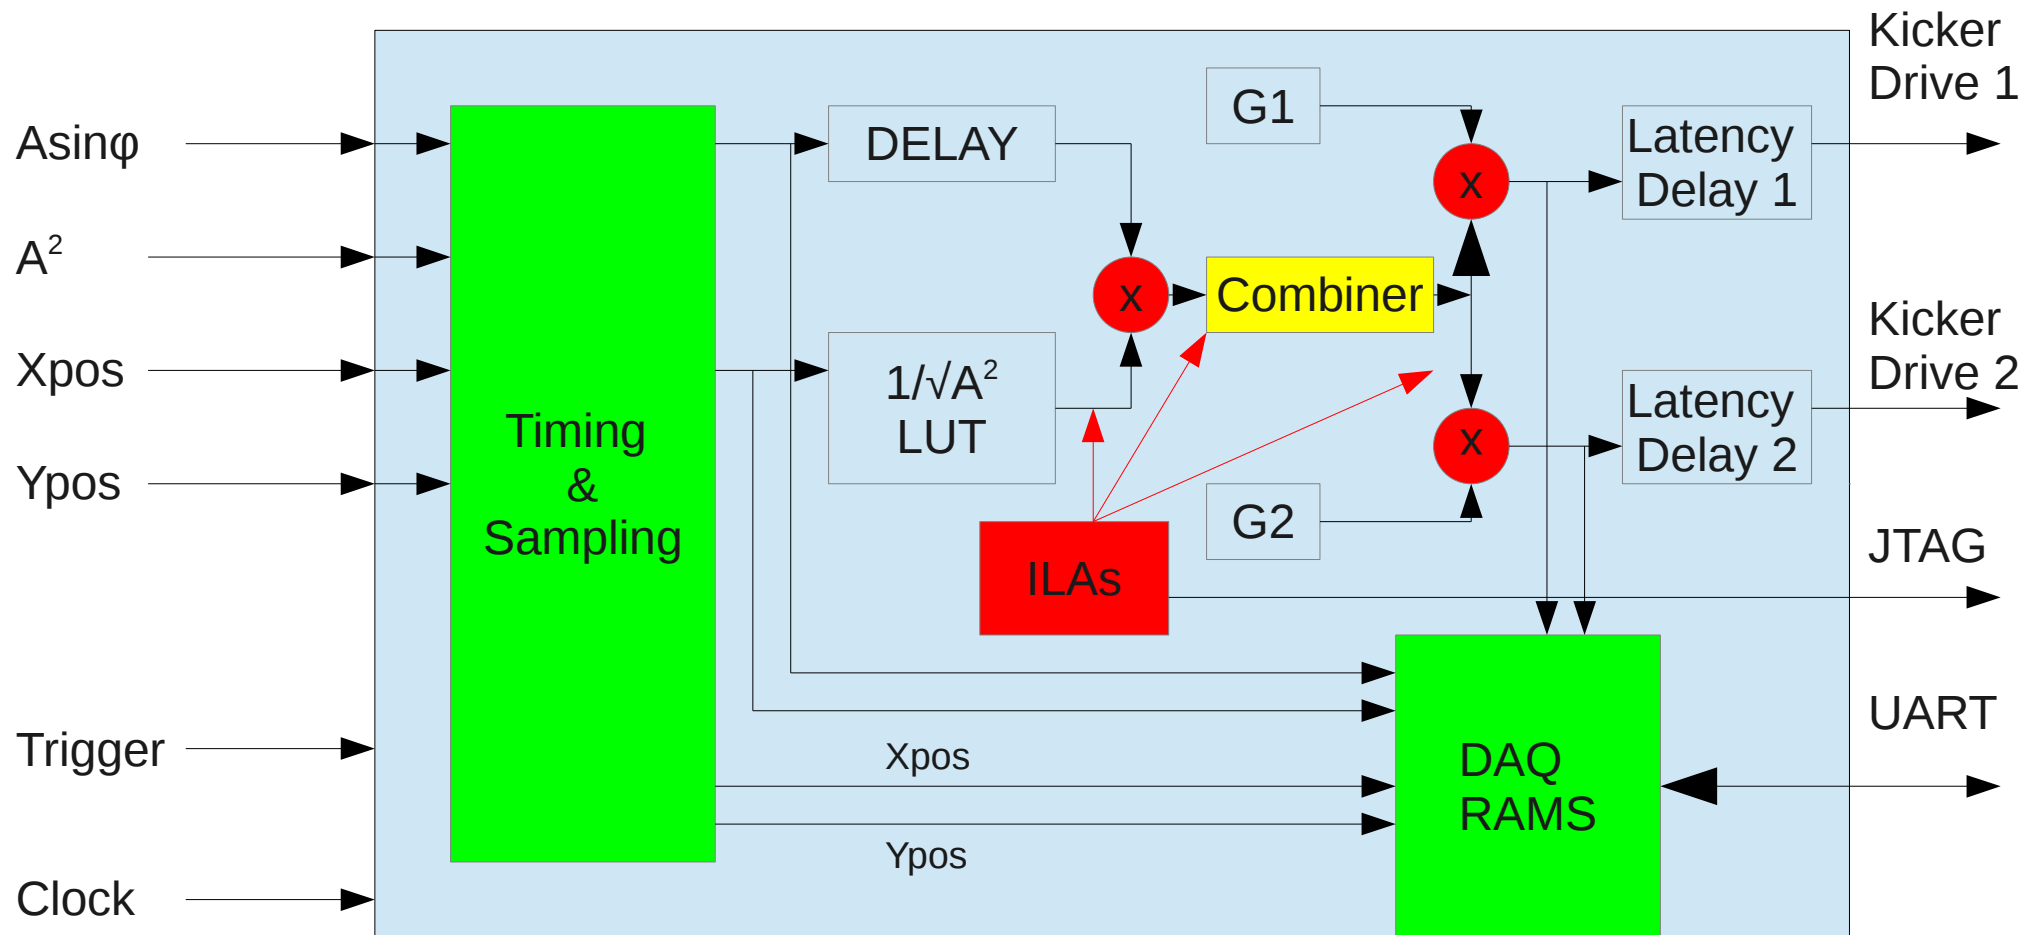 Asinφ
A²
Xpos
Ypos
Trigger
Clock
Timing
&
Sampling
DELAY
1/√A²
LUT
x
Combiner
ILAs
G1
G2
x
x
Latency
Delay 1
Latency
Delay 2
Xpos
Ypos
DAQ
RAMS
Kicker
Drive 1
Kicker
Drive 2
JTAG
UART